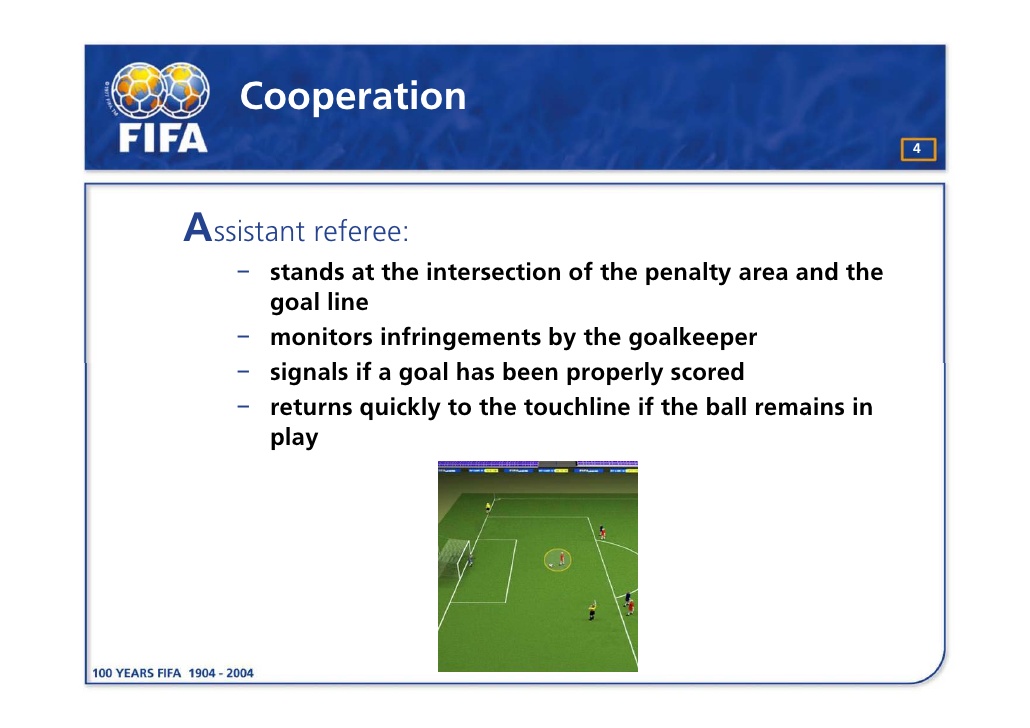 Cooperation
FIFA
4
Assistant referee:
– stands at the intersection of the penalty area and the
goal line
– monitors infringements by the goalkeeper
– signals if a goal has been properly scored
– returns quickly to the touchline if the ball remains in
play
100 YEARS FIFA 1904 - 2004